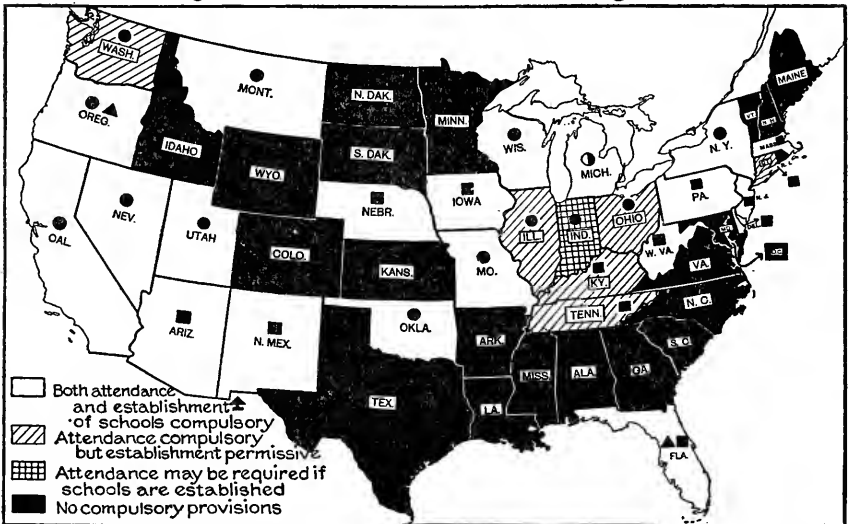 WASH.
MONT.
N. DAK.
MINN.
MAINE
OREG.
IDAHO
S. DAK.
WIS.
MICH.
N. Y.
VT.
N. H.
MASS.
WYO.
NEBR.
IOWA
PA.
N. J.
NEV.
UTAH
COLO.
KANS.
MO.
ILL.
IND.
OHIO
W. VA.
VA.
CAL.
KY.
ARIZ.
N. MEX.
OKLA.
ARK.
TENN.
N. C.
S. C.
TEX.
LA.
MISS.
ALA.
GA.
FLA.
Both attendance
and establishment
of schools compulsory
Attendance compulsory
but establishment permissive
Attendance may be required if
schools are established
No compulsory provisions